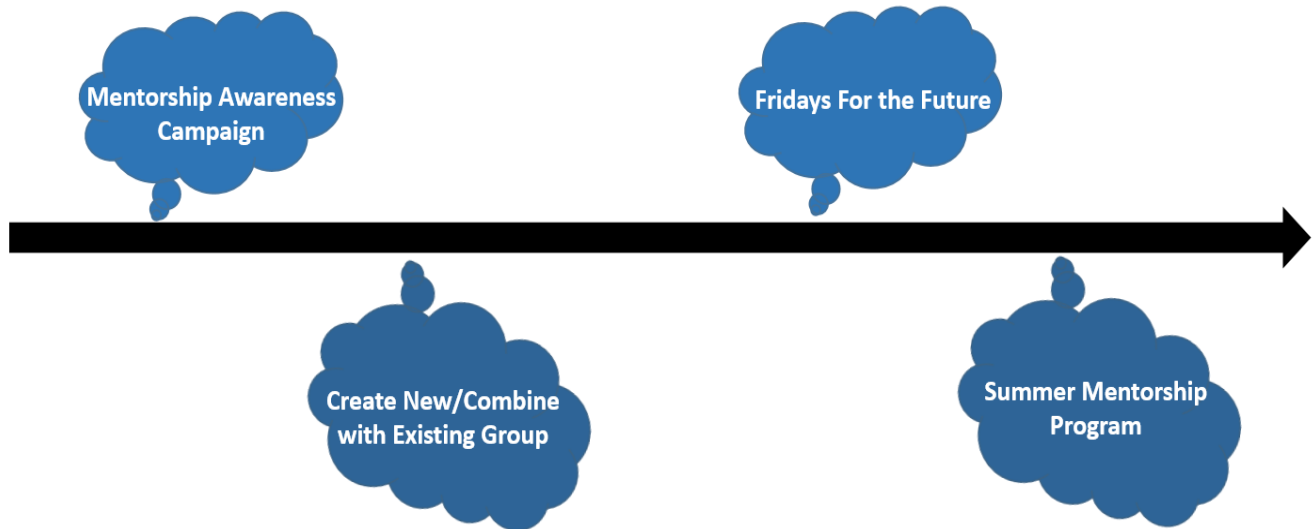 Mentorship Awareness
Campaign
Fridays For the Future
Create New/Combine
with Existing Group
Summer Mentorship
Program